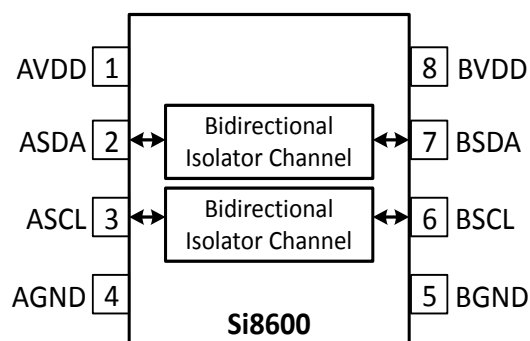 AVDD 1 8 BVDD
ASDA 2 Bidirectional Isolator Channel 7 BSDA
ASCL 3 Bidirectional Isolator Channel 6 BSCL
AGND 4 5 BGND
Si8600